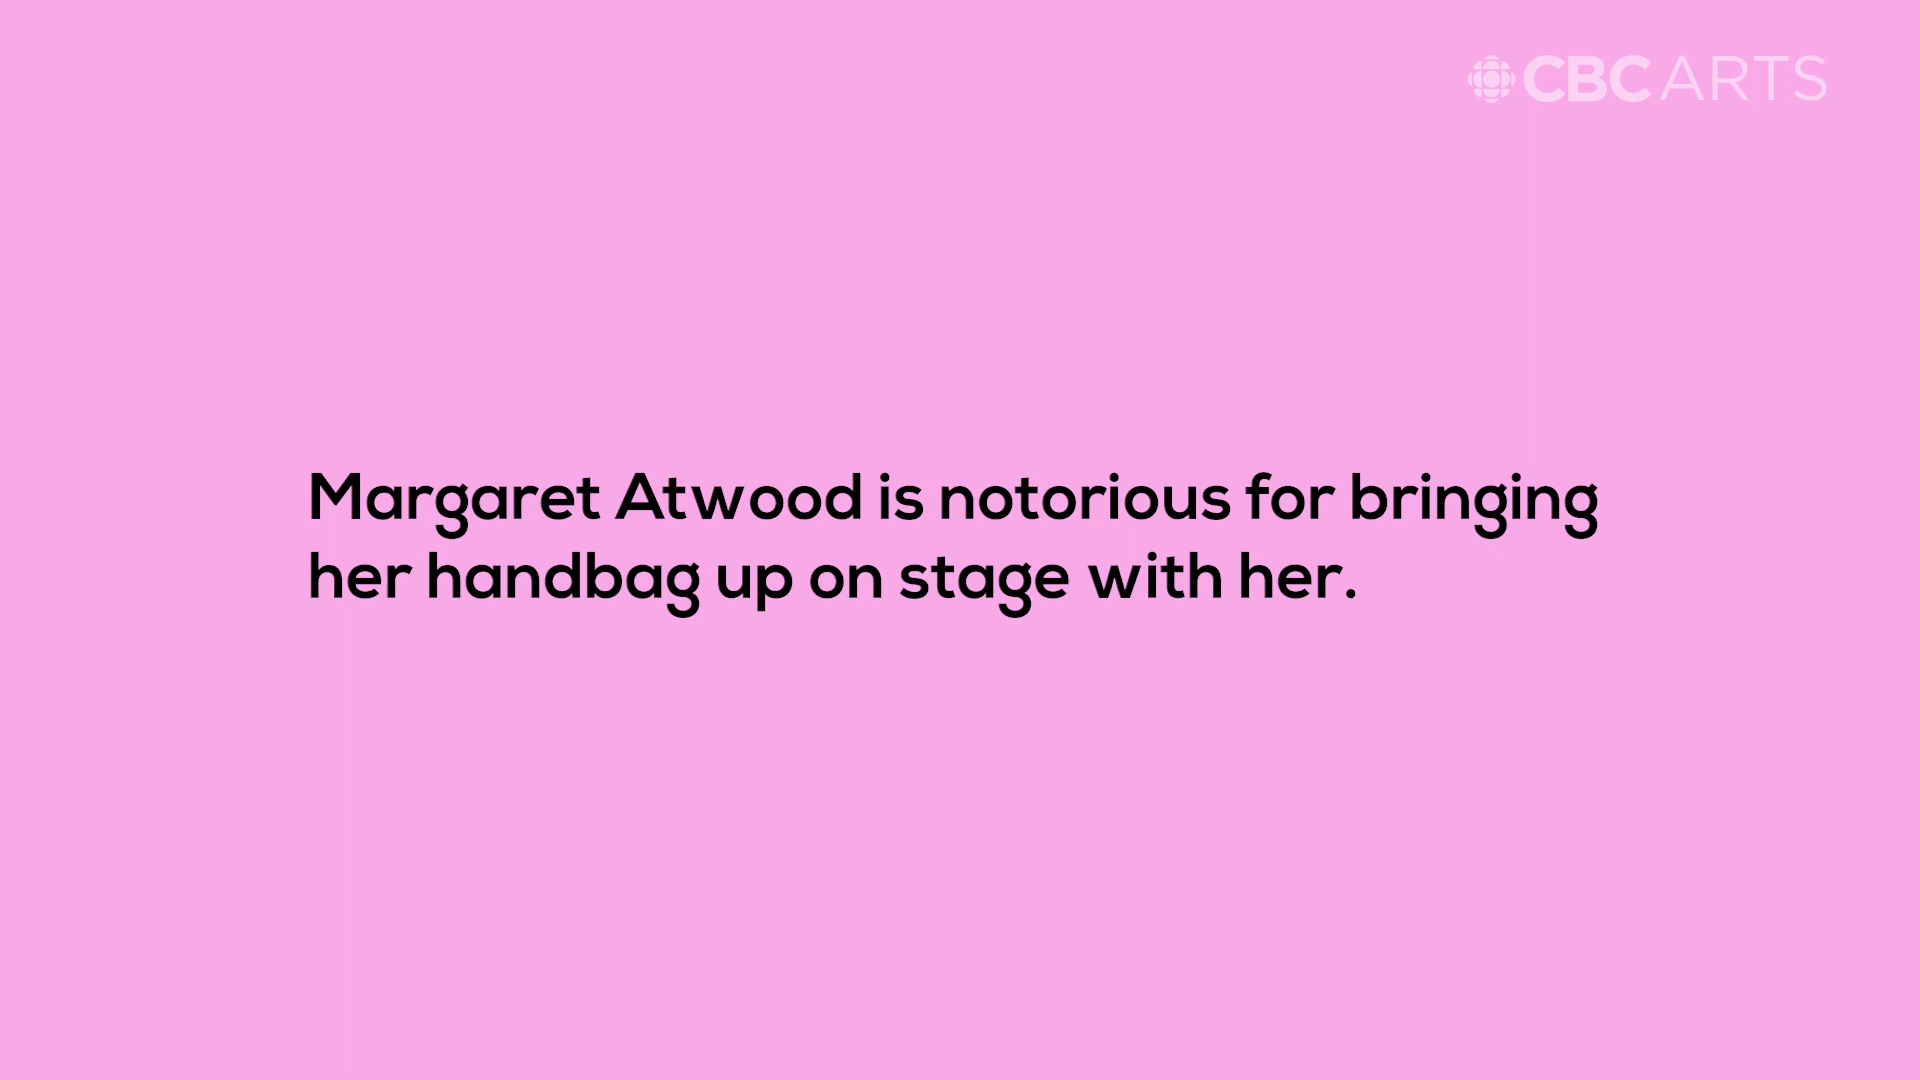 CBC ARTS
Margaret Atwood is notorious for bringing
her handbag up on stage with her.